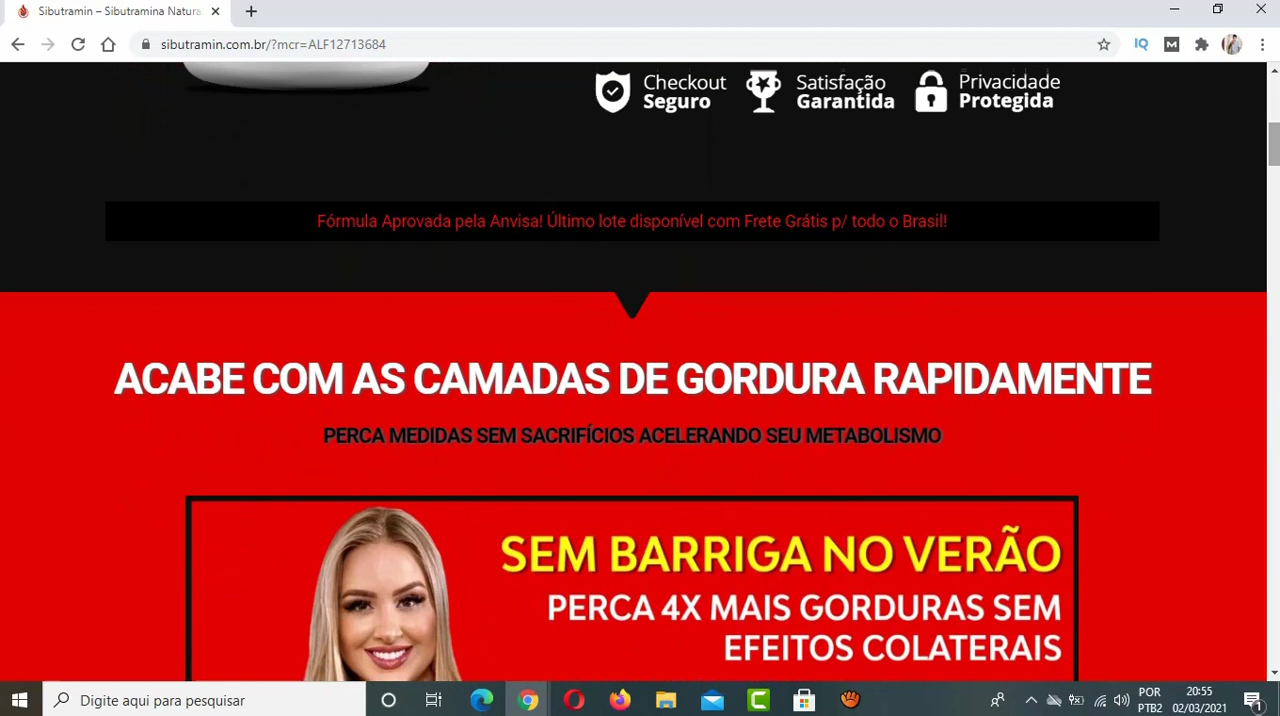 Sibutramin – Sibutramina Natura
sibutramin.com.br/?mcr=ALF12713684
IQ
M
Checkout
Seguro
Satisfação
Garantida
Privacidade
Protegida
Fórmula Aprovada pela Anvisa! Último lote disponível com Frete Grátis p/ todo o Brasil!
ACABE COM AS CAMADAS DE GORDURA RAPIDAMENTE
PERCA MEDIDAS SEM SACRIFÍCIOS ACELERANDO SEU METABOLISMO
SEM BARRIGA NO VERÃO
PERCA 4X MAIS GORDURAS SEM
EFEITOS COLATERAIS
Digite aqui para pesquisar
POR
PTB2
20:55
02/03/2021
1